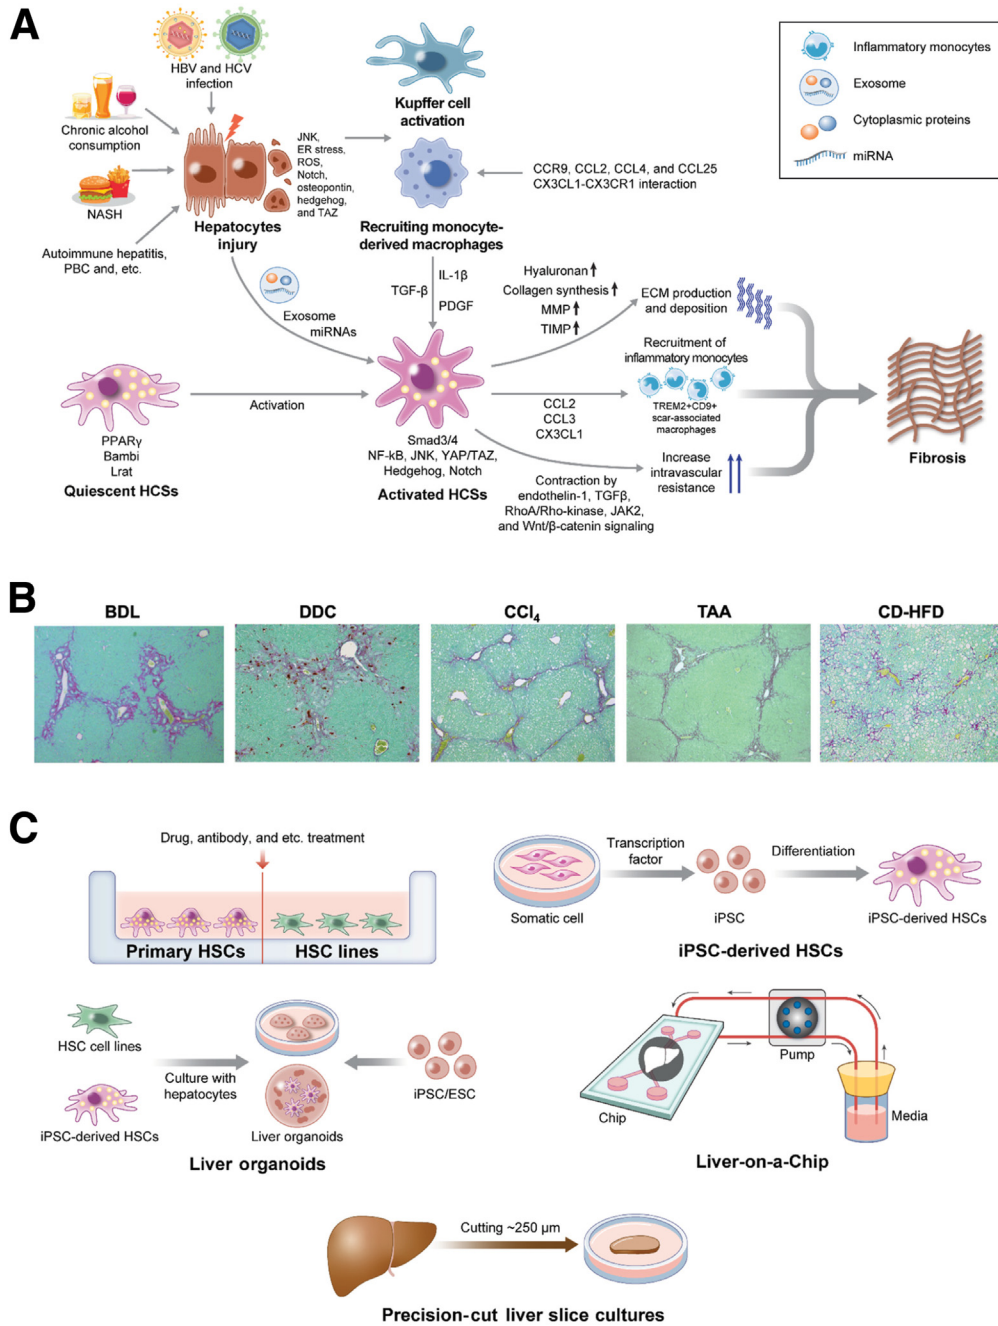 A
HBV and HCV
infection
Chronic alcohol
consumption
NASH
Autoimmune hepatitis,
PBC and, etc.
Hepatocytes
injury
JNK,
ER stress,
ROS,
Notch,
osteopontin,
hedgehog,
and TAZ
Kupffer cell
activation
Recruiting monocyte-
derived macrophages
CCR9, CCL2, CCL4, and CCL25
CX3CL1-CX3CR1 interaction
Inflammatory monocytes
Exosome
Cytoplasmic proteins
miRNA
Exosome
miRNAs
TGF-β
IL-1β
PDGF
Hyaluronan
Collagen synthesis
MMP
TIMP
ECM production
and deposition
Recruitment of
inflammatory monocytes
TREM2+CD9+
scar-associated
macrophages
CCL2
CCL3
CX3CL1
Activation
PPARγ
Bambi
Lrat
Quiescent HCSs
Smad3/4
NF-kB, JNK, YAP/TAZ,
Hedgehog, Notch
Activated HCSs
Contraction by
endothelin-1, TGFβ,
RhoA/Rho-kinase, JAK2,
and Wnt/β-catenin signaling
Increase
intravascular
resistance
Fibrosis
B
BDL
DDC
CCl4
TAA
CD-HFD
C
Drug, antibody, and etc. treatment
Primary HSCs
HSC lines
Somatic cell
Transcription
factor
iPSC
Differentiation
iPSC-derived HSCs
iPSC-derived HSCs
HSC cell lines
iPSC-derived HSCs
Culture with
hepatocytes
Liver organoids
iPSC/ESC
Liver organoids
Chip
Pump
Media
Liver-on-a-Chip
Cutting ~250 μm
Precision-cut liver slice cultures